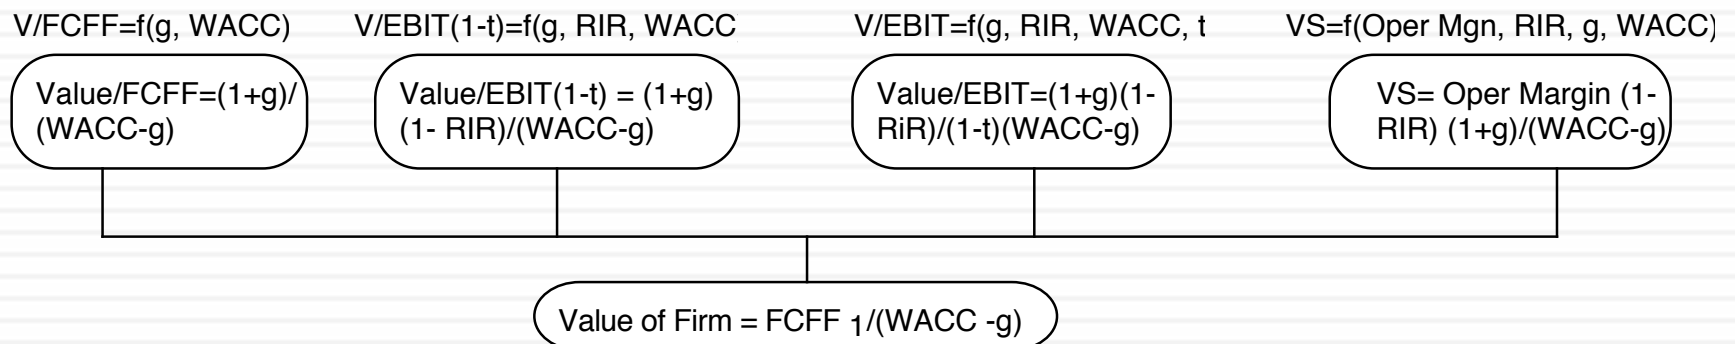 V/FCFF=f(g, WACC)
V/EBIT(1-t)=f(g, RIR, WACC
V/EBIT=f(g, RIR, WACC, t
VS=f(Oper Mgn, RIR, g, WACC)
Value/FCFF=(1+g)/
(WACC-g)
Value/EBIT(1-t) = (1+g)
(1- RIR)/(WACC-g)
Value/EBIT=(1+g)(1-
RiR)/(1-t)(WACC-g)
VS= Oper Margin (1-
RIR) (1+g)/(WACC-g)
Value of Firm = FCFF 1/(WACC -g)